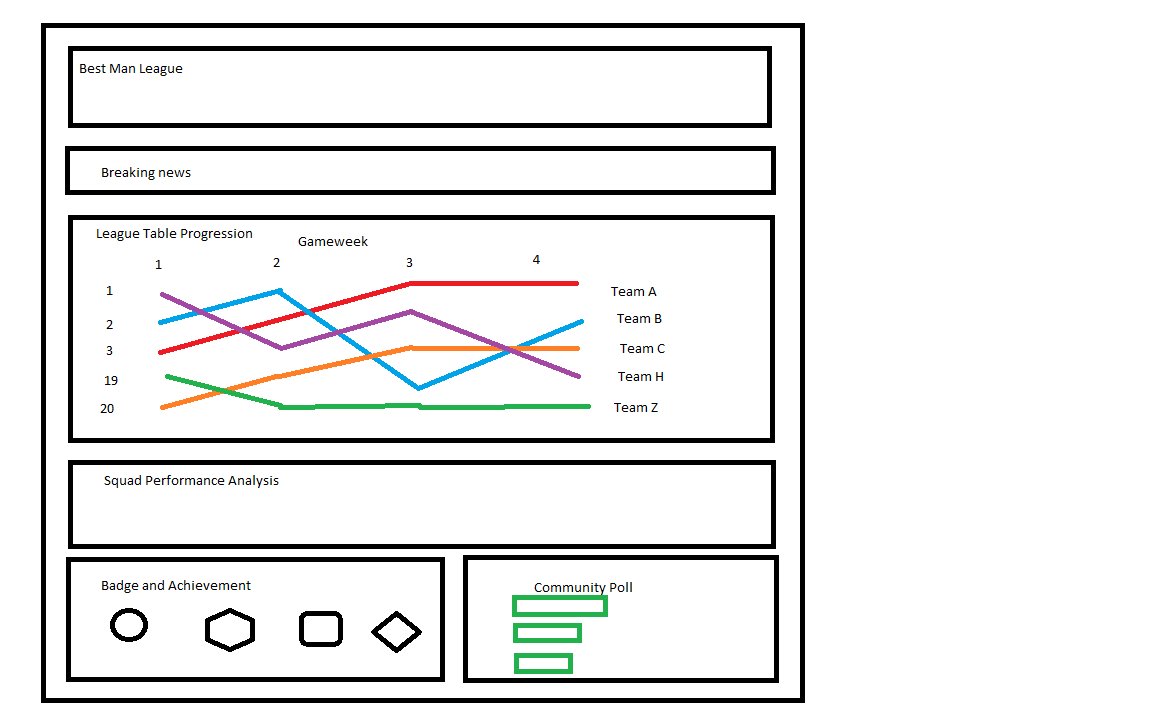 Best Man League
Breaking news
League Table Progression
Gameweek
1 2 3 4
1 Team A
2 Team B
3 Team C
19 Team H
20 Team Z
Squad Performance Analysis
Badge and Achievement
Community Poll